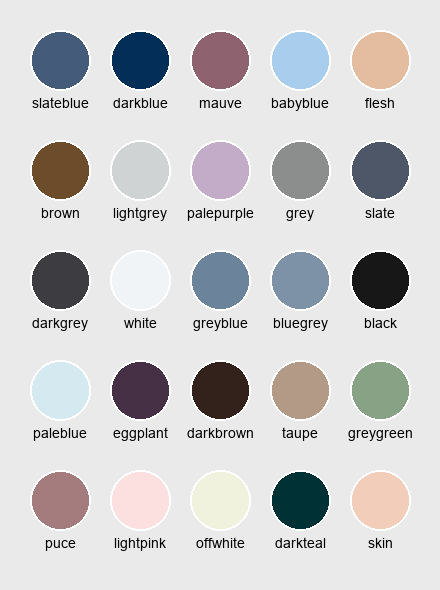 slateblue darkblue mauve babyblue flesh
brown lightgrey palepurple grey slate
darkgrey white greyblue bluegrey black
paleblue eggplant darkbrown taupe greygreen
puce lightpink offwhite darkteal skin